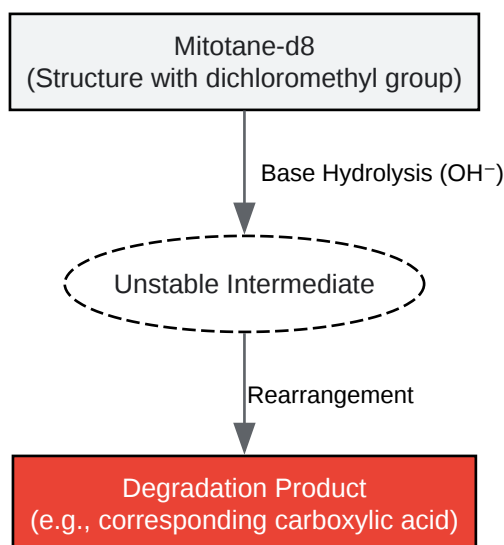 Mitotane-d8
(Structure with dichloromethyl group)
Base Hydrolysis (OH⁻)
Unstable Intermediate
Rearrangement
Degradation Product
(e.g., corresponding carboxylic acid)